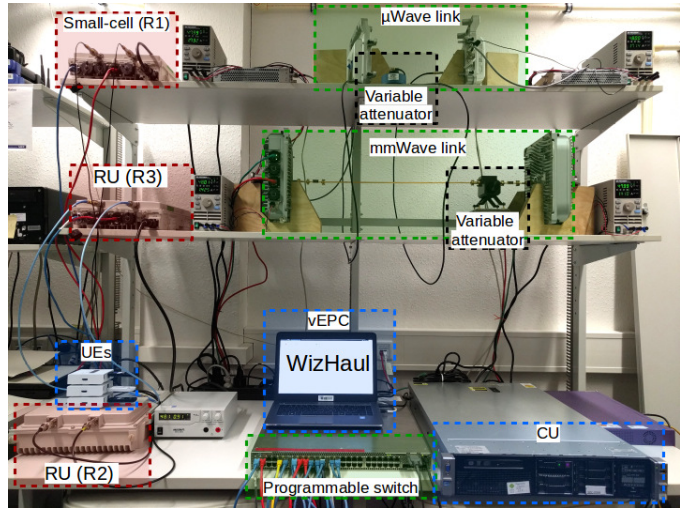 Small-cell (R1)
µWave link
Variable
attenuator
mmWave link
RU (R3)
Variable
attenuator
vEPC
WizHaul
UEs
CU
RU (R2)
Programmable switch